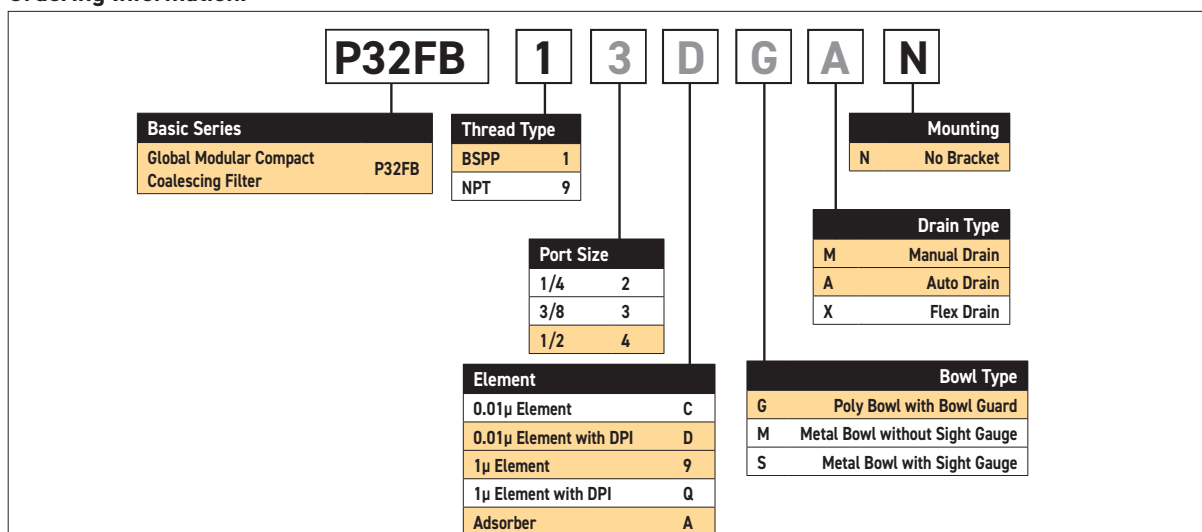 P32FB 1 3 D G A N
Basic Series
Global Modular Compact
Coalescing Filter
P32FB
Thread Type
BSPP 1
NPT 9
Mounting
N No Bracket
Drain Type
M Manual Drain
A Auto Drain
X Flex Drain
Port Size
1/4 2
3/8 3
1/2 4
Element
0.01µ Element C
0.01µ Element with DPI D
1µ Element 9
1µ Element with DPI Q
Adsorber A
Bowl Type
G Poly Bowl with Bowl Guard
M Metal Bowl without Sight Gauge
S Metal Bowl with Sight Gauge